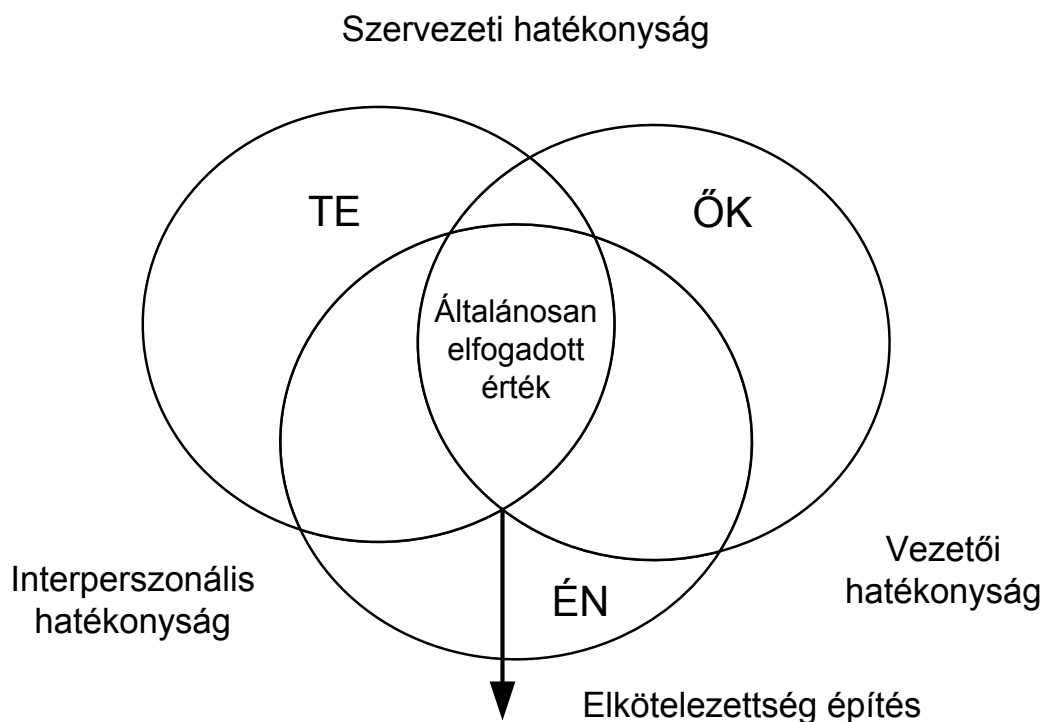 Szervezeti hatékonyság
TE
ŐK
Általánosan
elfogadott
érték
Interperszonális
hatékonyság
Vezetői
hatékonyság
ÉN
Elkötelezettség építés